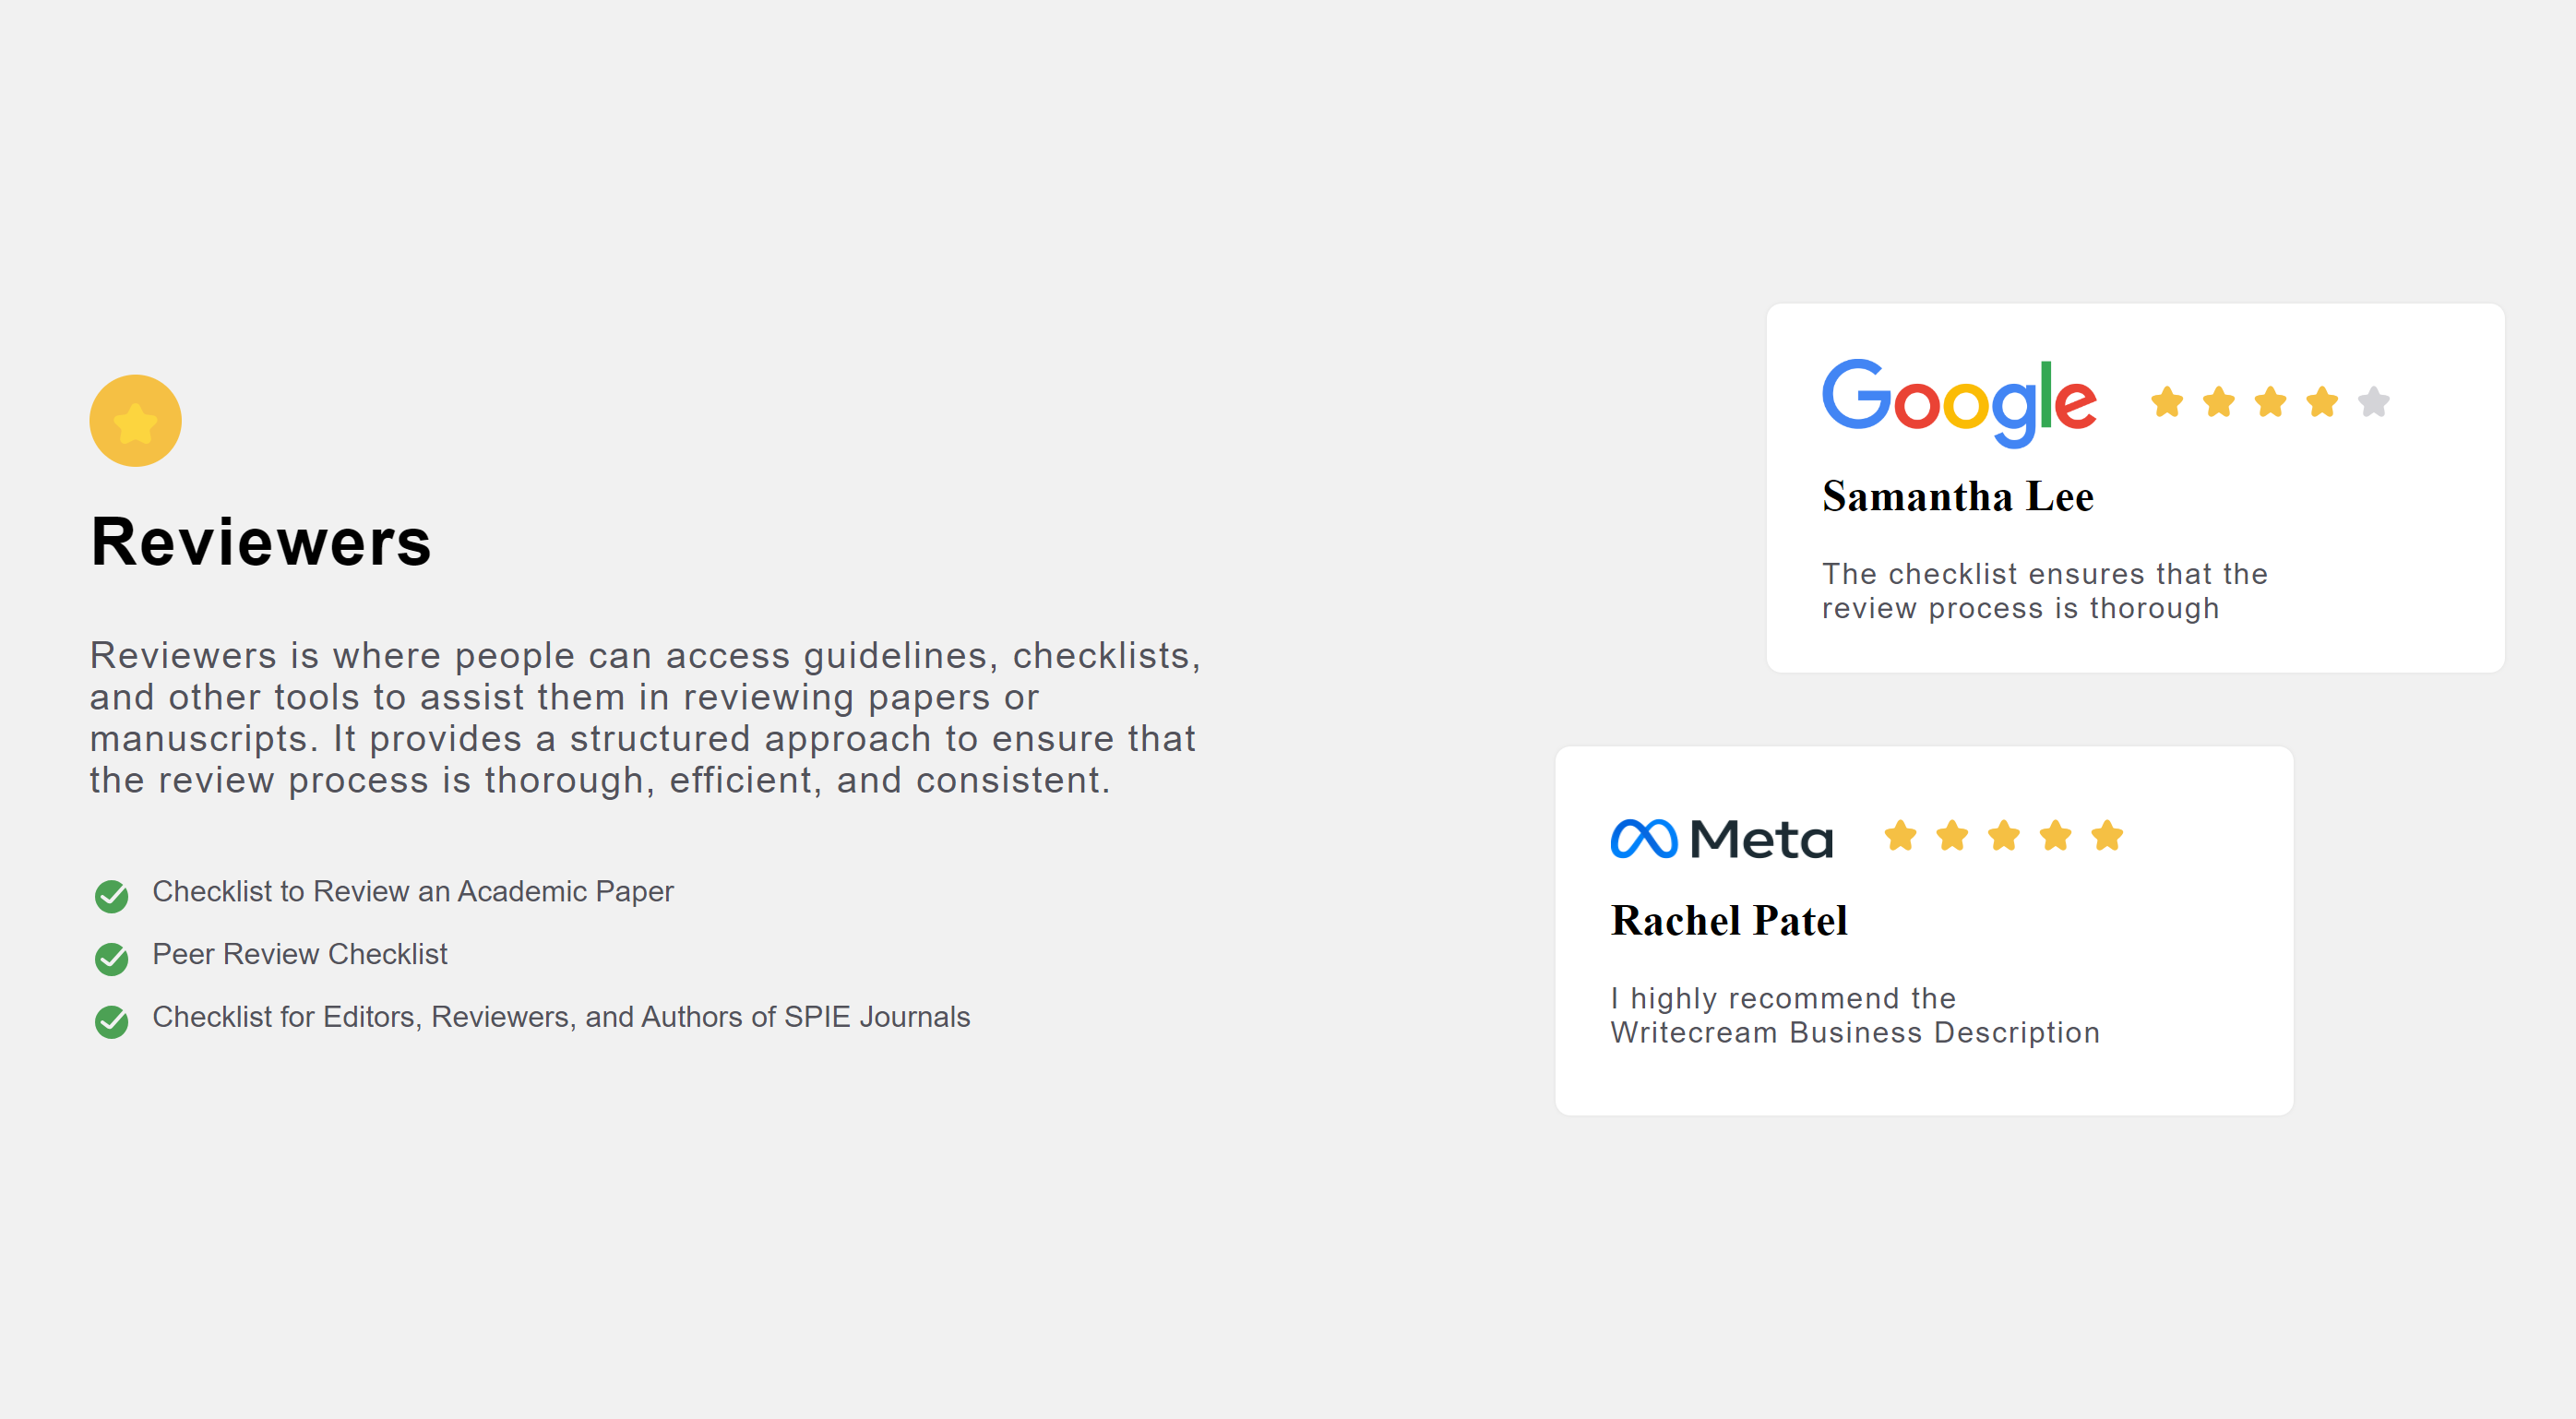 Reviewers
Reviewers is where people can access guidelines, checklists,
and other tools to assist them in reviewing papers or
manuscripts. It provides a structured approach to ensure that
the review process is thorough, efficient, and consistent.
Checklist to Review an Academic Paper
Peer Review Checklist
Checklist for Editors, Reviewers, and Authors of SPIE Journals
Google
Samantha Lee
The checklist ensures that the
review process is thorough
Meta
Rachel Patel
I highly recommend the
Writecream Business Description